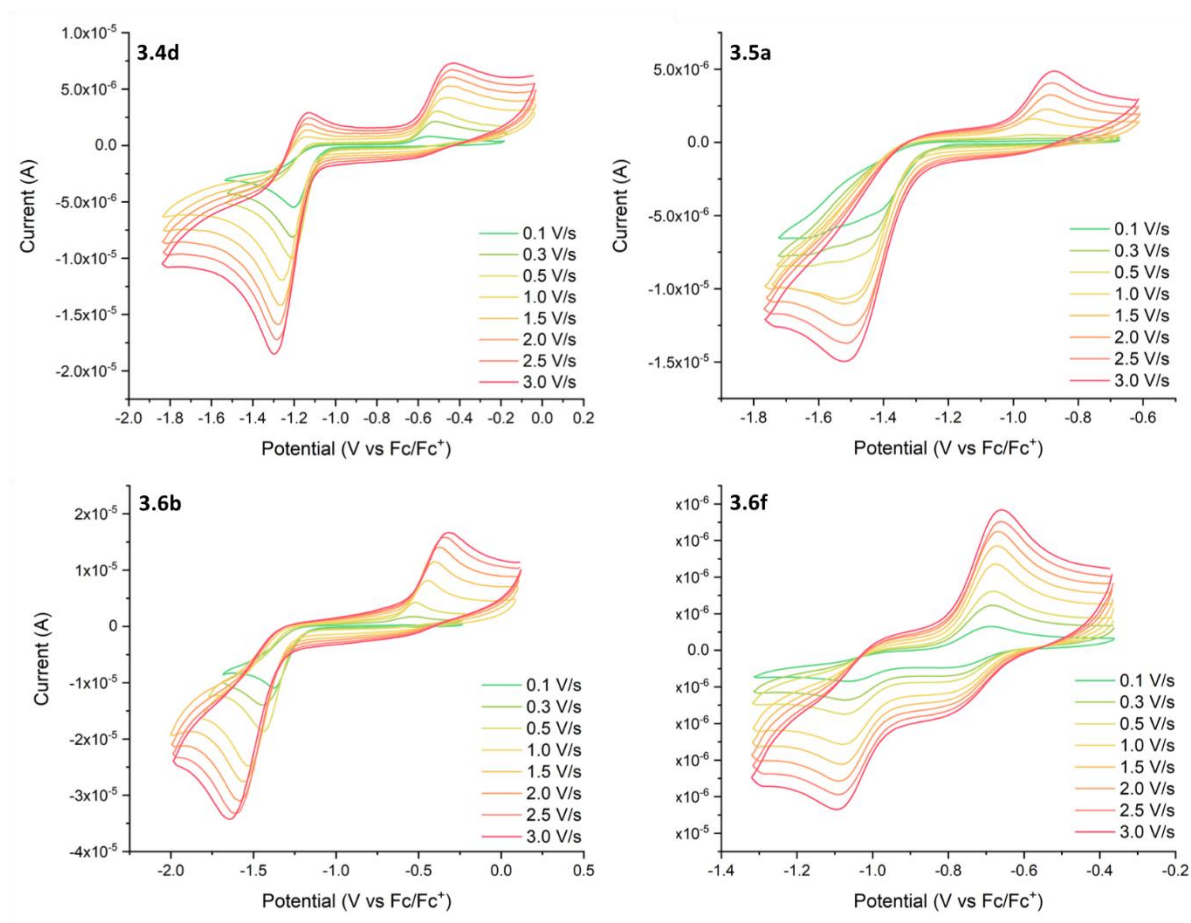 3.4d
1.0x10⁻⁵
5.0x10⁻⁶
0.0
-5.0x10⁻⁶
-1.0x10⁻⁵
-1.5x10⁻⁵
-2.0x10⁻⁵
Current (A)
0.1 V/s
0.3 V/s
0.5 V/s
1.0 V/s
1.5 V/s
2.0 V/s
2.5 V/s
3.0 V/s
-2.0 -1.8 -1.6 -1.4 -1.2 -1.0 -0.8 -0.6 -0.4 -0.2 0.0 0.2
Potential (V vs Fc/Fc⁺)
3.5a
5.0x10⁻⁶
0.0
-5.0x10⁻⁶
-1.0x10⁻⁵
-1.5x10⁻⁵
Current (A)
0.1 V/s
0.3 V/s
0.5 V/s
1.0 V/s
1.5 V/s
2.0 V/s
2.5 V/s
3.0 V/s
-1.8 -1.6 -1.4 -1.2 -1.0 -0.8 -0.6
Potential (V vs Fc/Fc⁺)
3.6b
2x10⁻⁵
1x10⁻⁵
0
-1x10⁻⁵
-2x10⁻⁵
-3x10⁻⁵
-4x10⁻⁵
Current (A)
0.1 V/s
0.3 V/s
0.5 V/s
1.0 V/s
1.5 V/s
2.0 V/s
2.5 V/s
3.0 V/s
-2.0 -1.5 -1.0 -0.5 0.0 0.5
Potential (V vs Fc/Fc⁺)
3.6f
x10⁻⁶
x10⁻⁶
x10⁻⁶
x10⁻⁶
0.0
x10⁻⁶
x10⁻⁶
x10⁻⁶
x10⁻⁶
x10⁻⁵
Current (A)
0.1 V/s
0.3 V/s
0.5 V/s
1.0 V/s
1.5 V/s
2.0 V/s
2.5 V/s
3.0 V/s
-1.4 -1.2 -1.0 -0.8 -0.6 -0.4 -0.2
Potential (V vs Fc/Fc⁺)